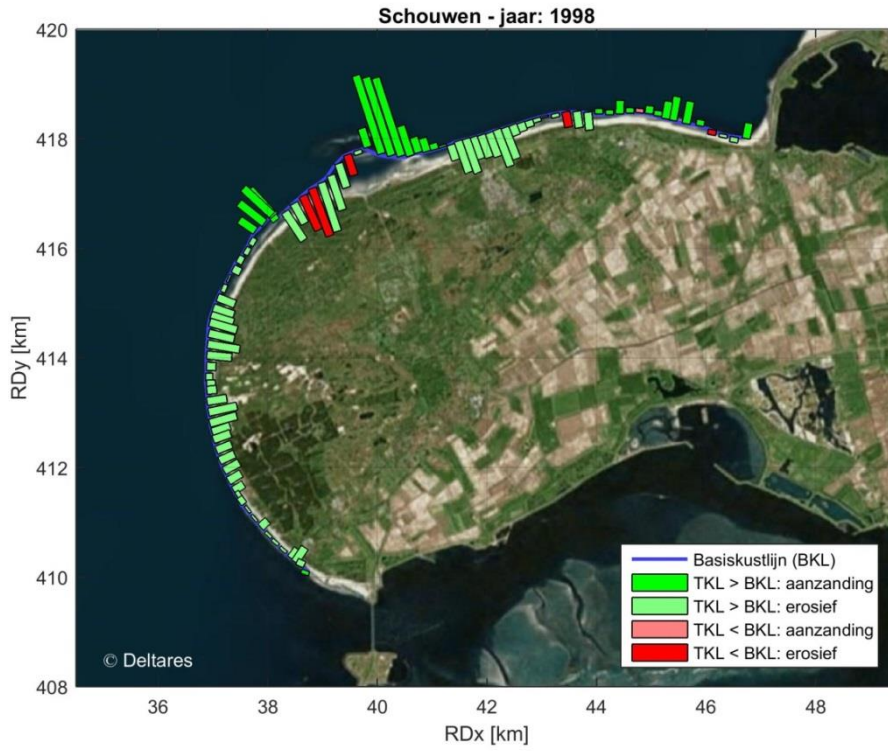 Schouwen - jaar: 1998
420
418
416
414
412
410
408
RDy [km]
36
38
40
42
44
46
48
RDx [km]
Basiskustlijn (BKL)
TKL > BKL: aanzanding
TKL > BKL: erosief
TKL < BKL: aanzanding
TKL < BKL: erosief
© Deltares